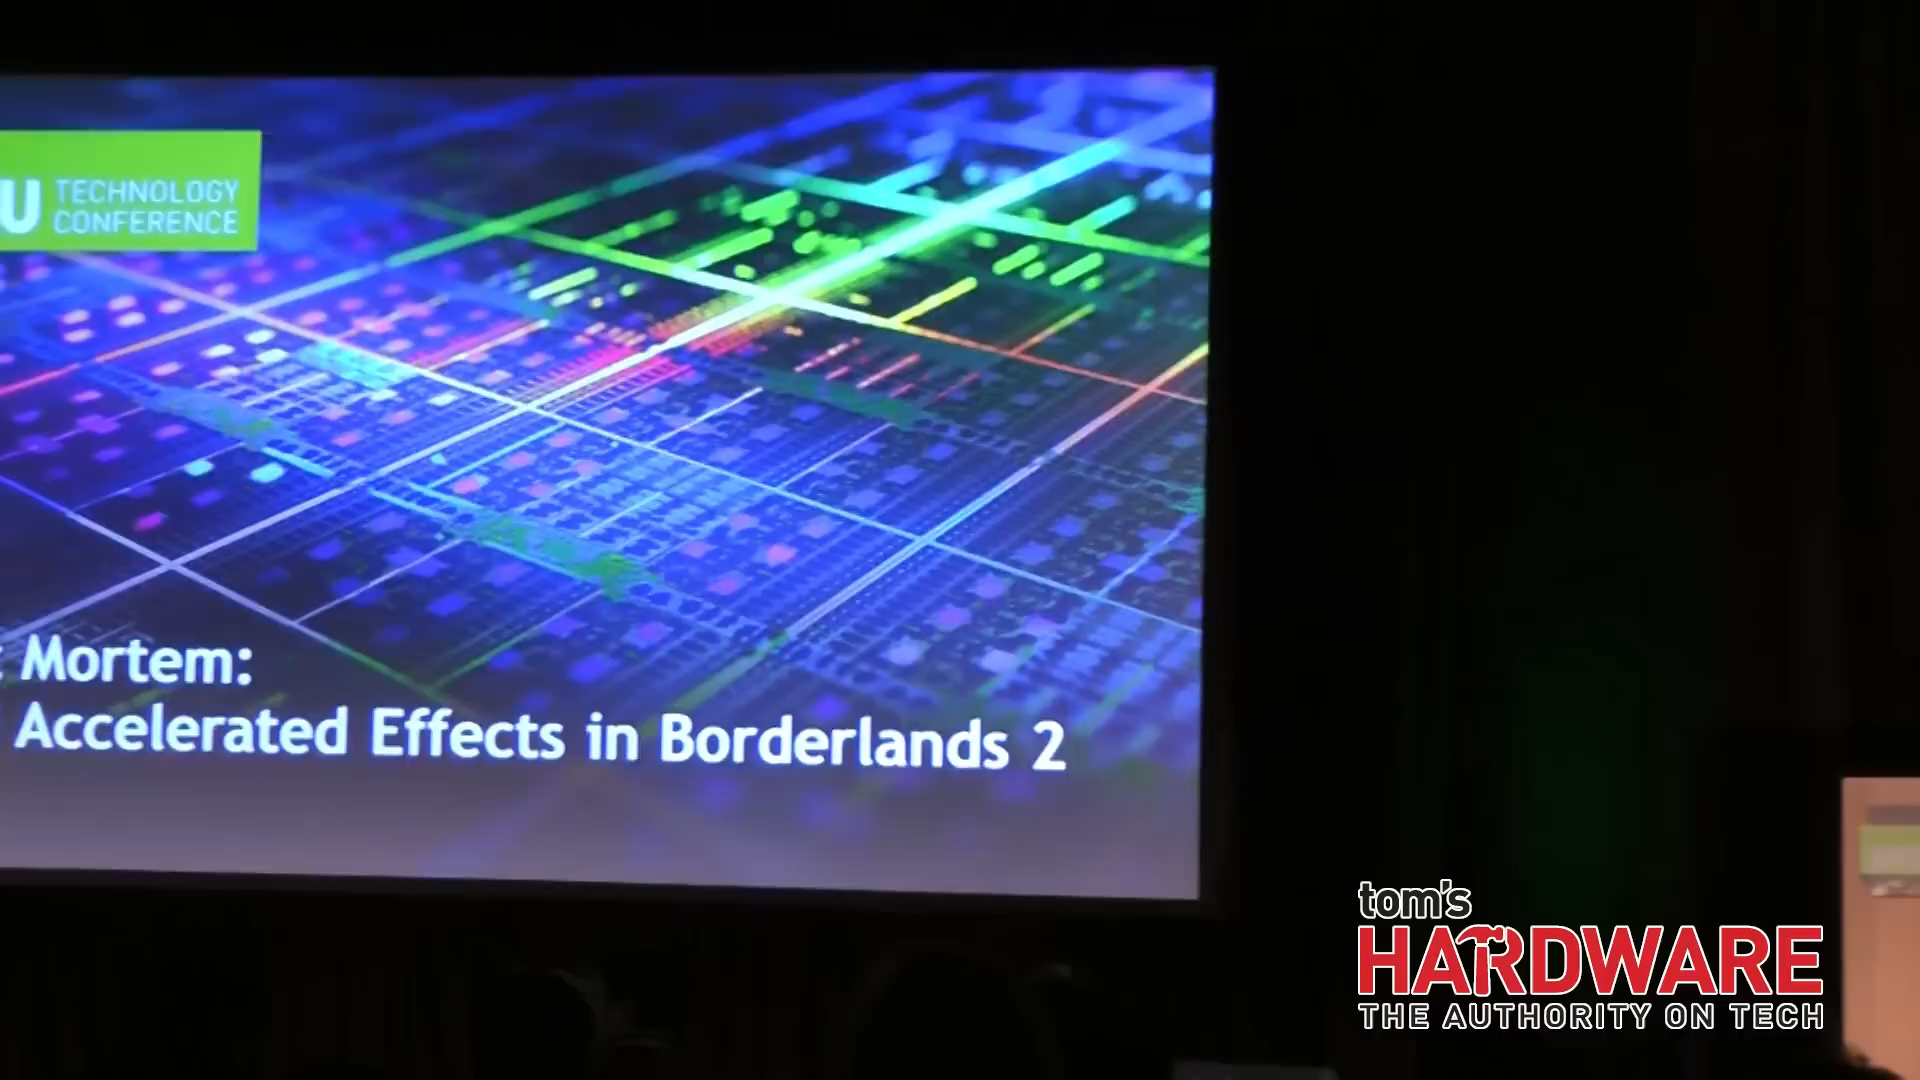 U TECHNOLOGY
CONFERENCE
Mortem:
Accelerated Effects in Borderlands 2
tom's
HARDWARE
THE AUTHORITY ON TECH